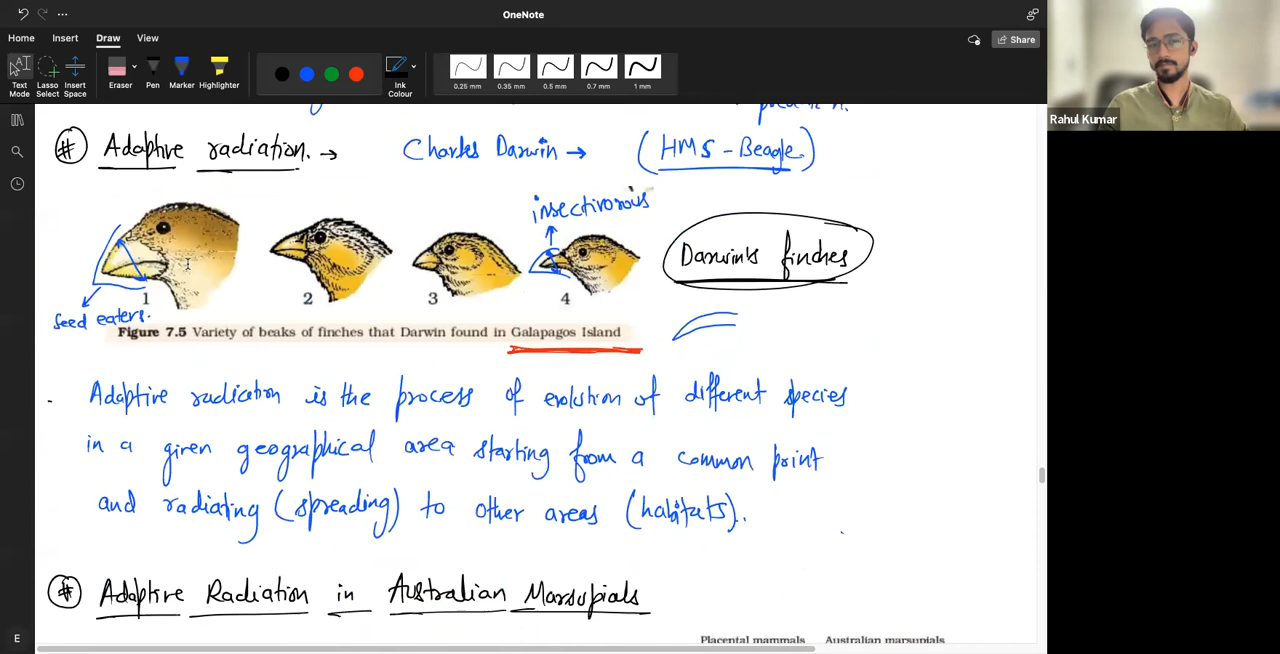 OneNote
Home Insert Draw View
Share
Text Mode
Lasso Select
Insert Space
Eraser
Pen
Marker
Highlighter
0.25 mm 0.35 mm 0.5 mm 0.7 mm 1 mm
Ink Colour
Rahul Kumar
# Adaptive radiation. → Charles Darwin → (HMS - Beagle)
insectivorous
Darwin's finches
1 2 3 4
seed eaters.
Figure 7.5 Variety of beaks of finches that Darwin found in Galapagos Island
Adaptive radiation is the process of evolution of different species
in a given geographical area starting from a common print
and radiating (spreading) to other areas (habitats).
# Adaptive Radiation in Australian Marsupials
Placental mammals Australian marsupials
E